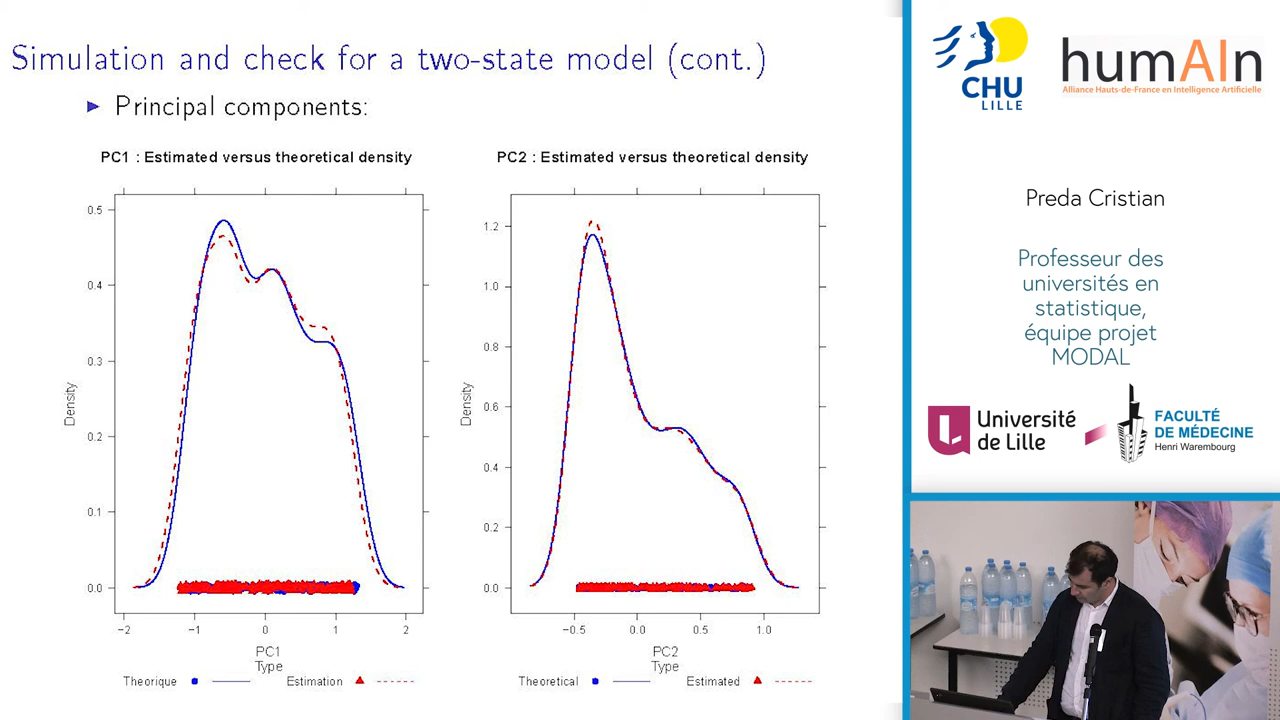 Simulation and check for a two-state model (cont.)
Principal components:
PC1 : Estimated versus theoretical density
0.5
0.4
0.3
0.2
0.1
0.0
Density
−2 −1 0 1 2
PC1
Type
Theorique Estimation
PC2 : Estimated versus theoretical density
1.2
1.0
0.8
0.6
0.4
0.2
0.0
Density
−0.5 0.0 0.5 1.0
PC2
Type
Theoretical Estimated
CHU
LILLE
humAIn
Alliance Hauts-de-France en Intelligence Artificielle
Preda Cristian
Professeur des
universités en
statistique,
équipe projet
MODAL
Université
de Lille
FACULTÉ
DE MÉDECINE
Henri Warembourg